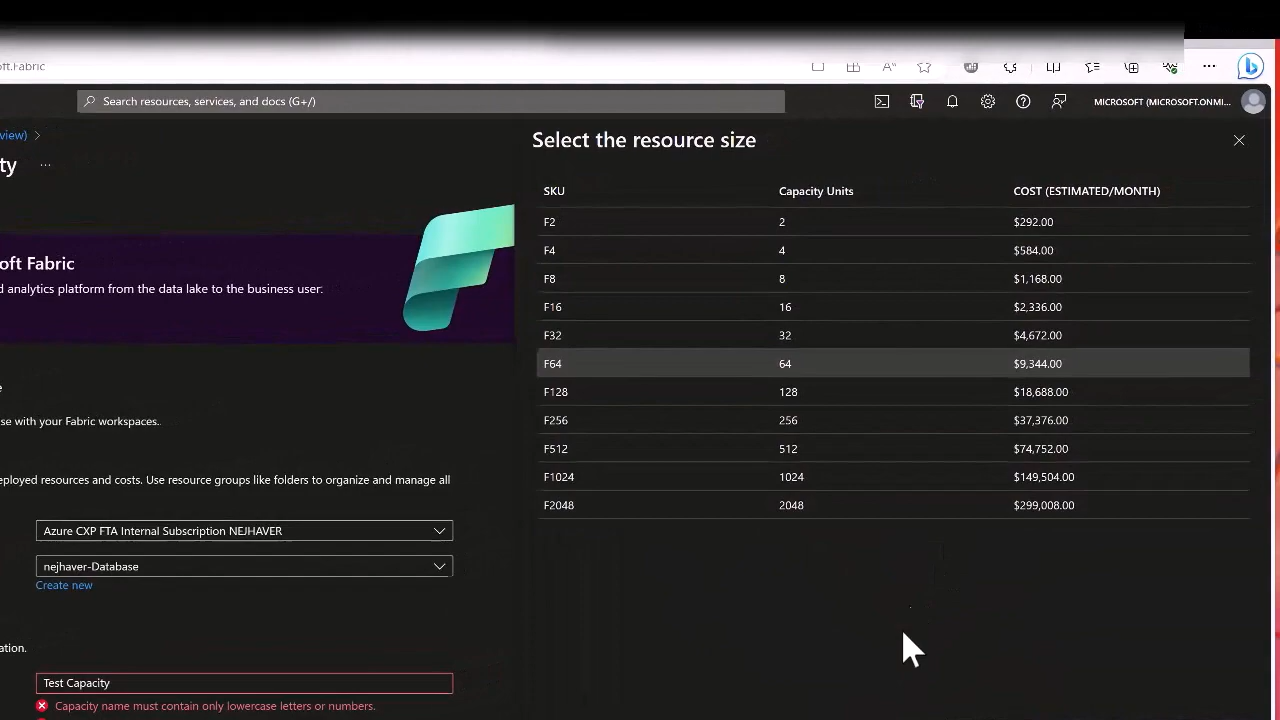 ft.Fabric
Search resources, services, and docs (G+/)
MICROSOFT (MICROSOFT.ONMI...
view)
ty
...
Select the resource size
SKU Capacity Units COST (ESTIMATED/MONTH)
F2 2 $292.00
F4 4 $584.00
F8 8 $1,168.00
F16 16 $2,336.00
F32 32 $4,672.00
F64 64 $9,344.00
F128 128 $18,688.00
F256 256 $37,376.00
F512 512 $74,752.00
F1024 1024 $149,504.00
F2048 2048 $299,008.00
oft Fabric
d analytics platform from the data lake to the business user.
e
se with your Fabric workspaces.
eployed resources and costs. Use resource groups like folders to organize and manage all
Azure CXP FTA Internal Subscription NEJHAVER
nejhaver-Database
Create new
ation.
Test Capacity
Capacity name must contain only lowercase letters or numbers.